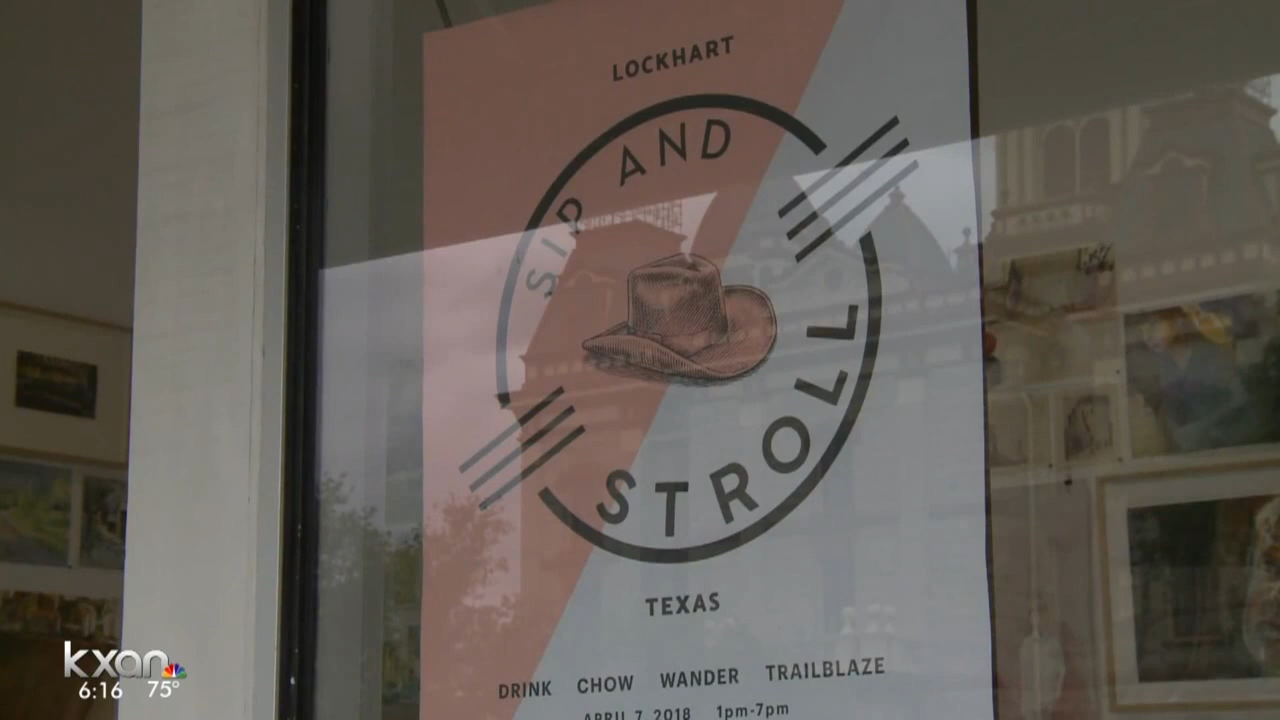 LOCKHART
SIP AND
STROLL
TEXAS
DRINK CHOW WANDER TRAILBLAZE
APRIL 7, 2018 1pm-7pm
kxan
6:16 75°